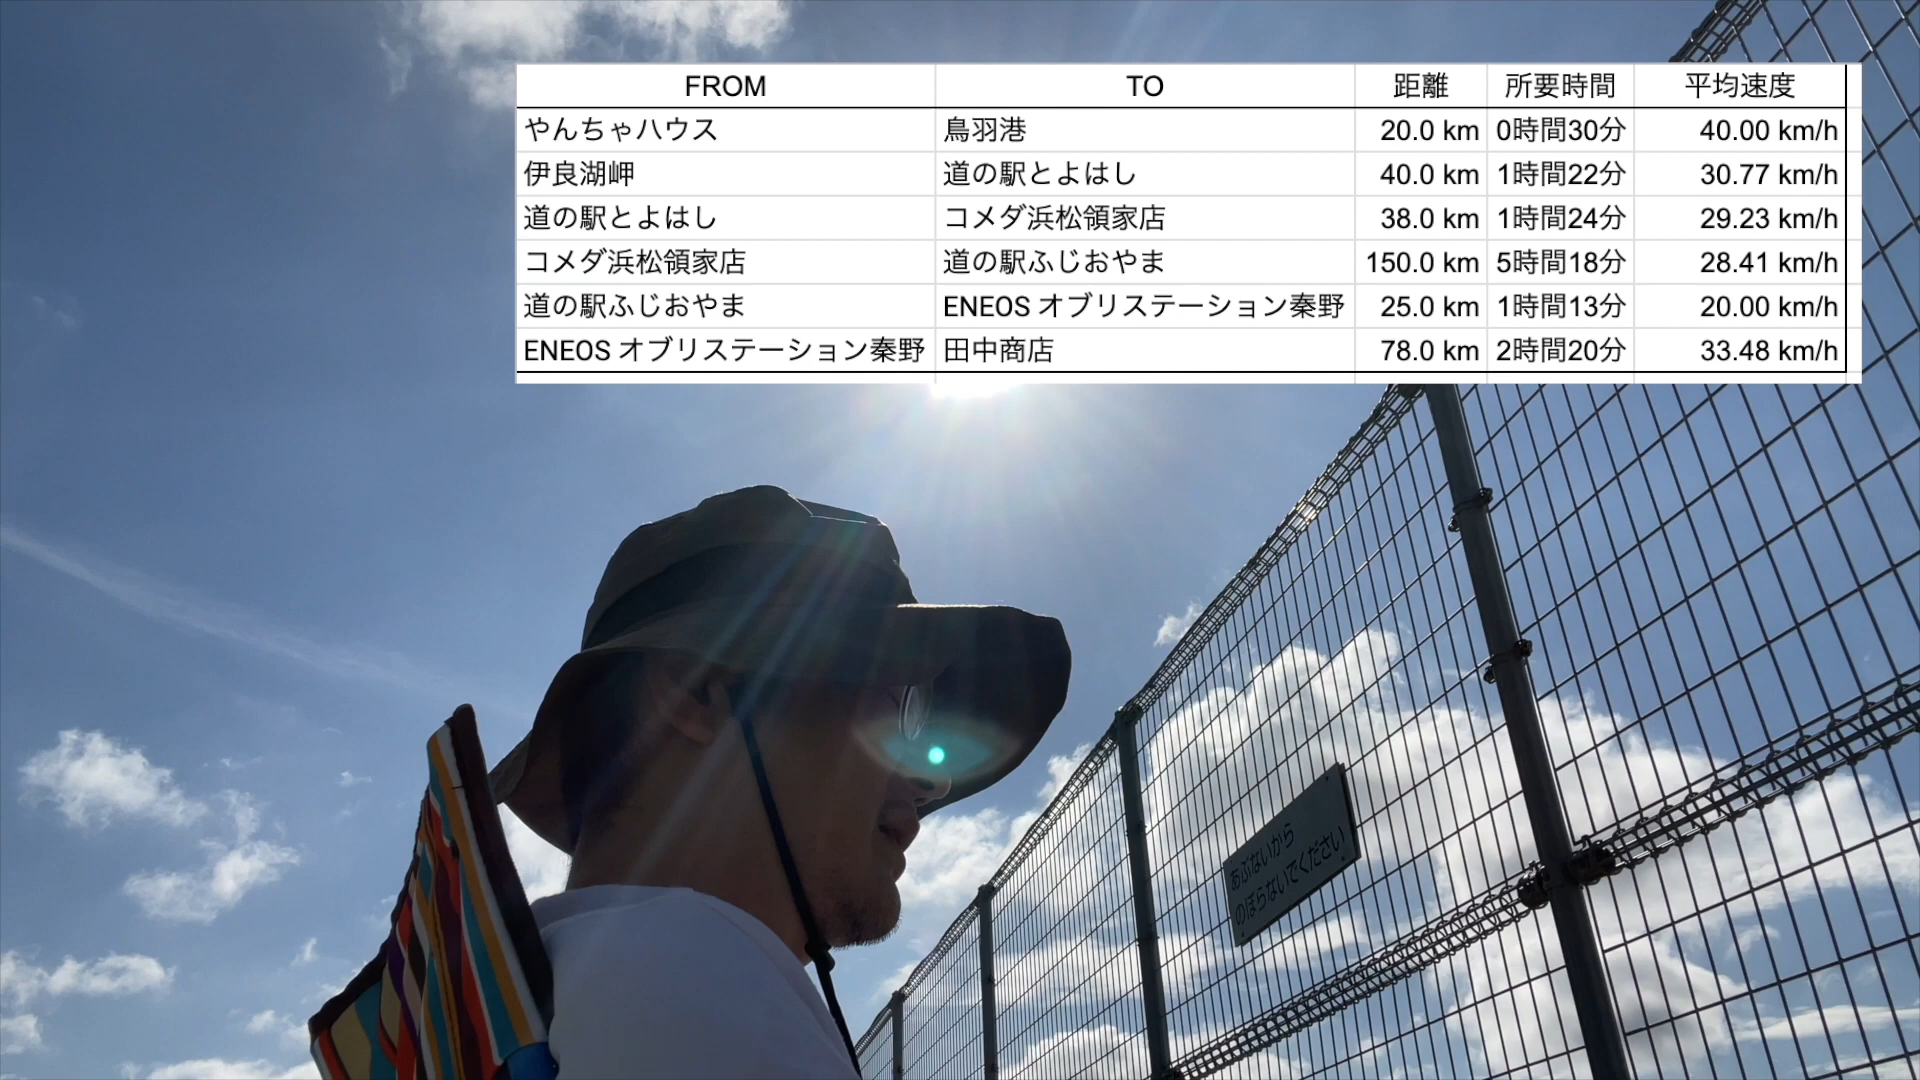 FROM TO 距離 所要時間 平均速度
やんちゃハウス 鳥羽港 20.0 km 0時間30分 40.00 km/h
伊良湖岬 道の駅とよはし 40.0 km 1時間22分 30.77 km/h
道の駅とよはし コメダ浜松領家店 38.0 km 1時間24分 29.23 km/h
コメダ浜松領家店 道の駅ふじおやま 150.0 km 5時間18分 28.41 km/h
道の駅ふじおやま ENEOS オブリステーション秦野 25.0 km 1時間13分 20.00 km/h
ENEOS オブリステーション秦野 田中商店 78.0 km 2時間20分 33.48 km/h
あぶないから
のぼらないでください